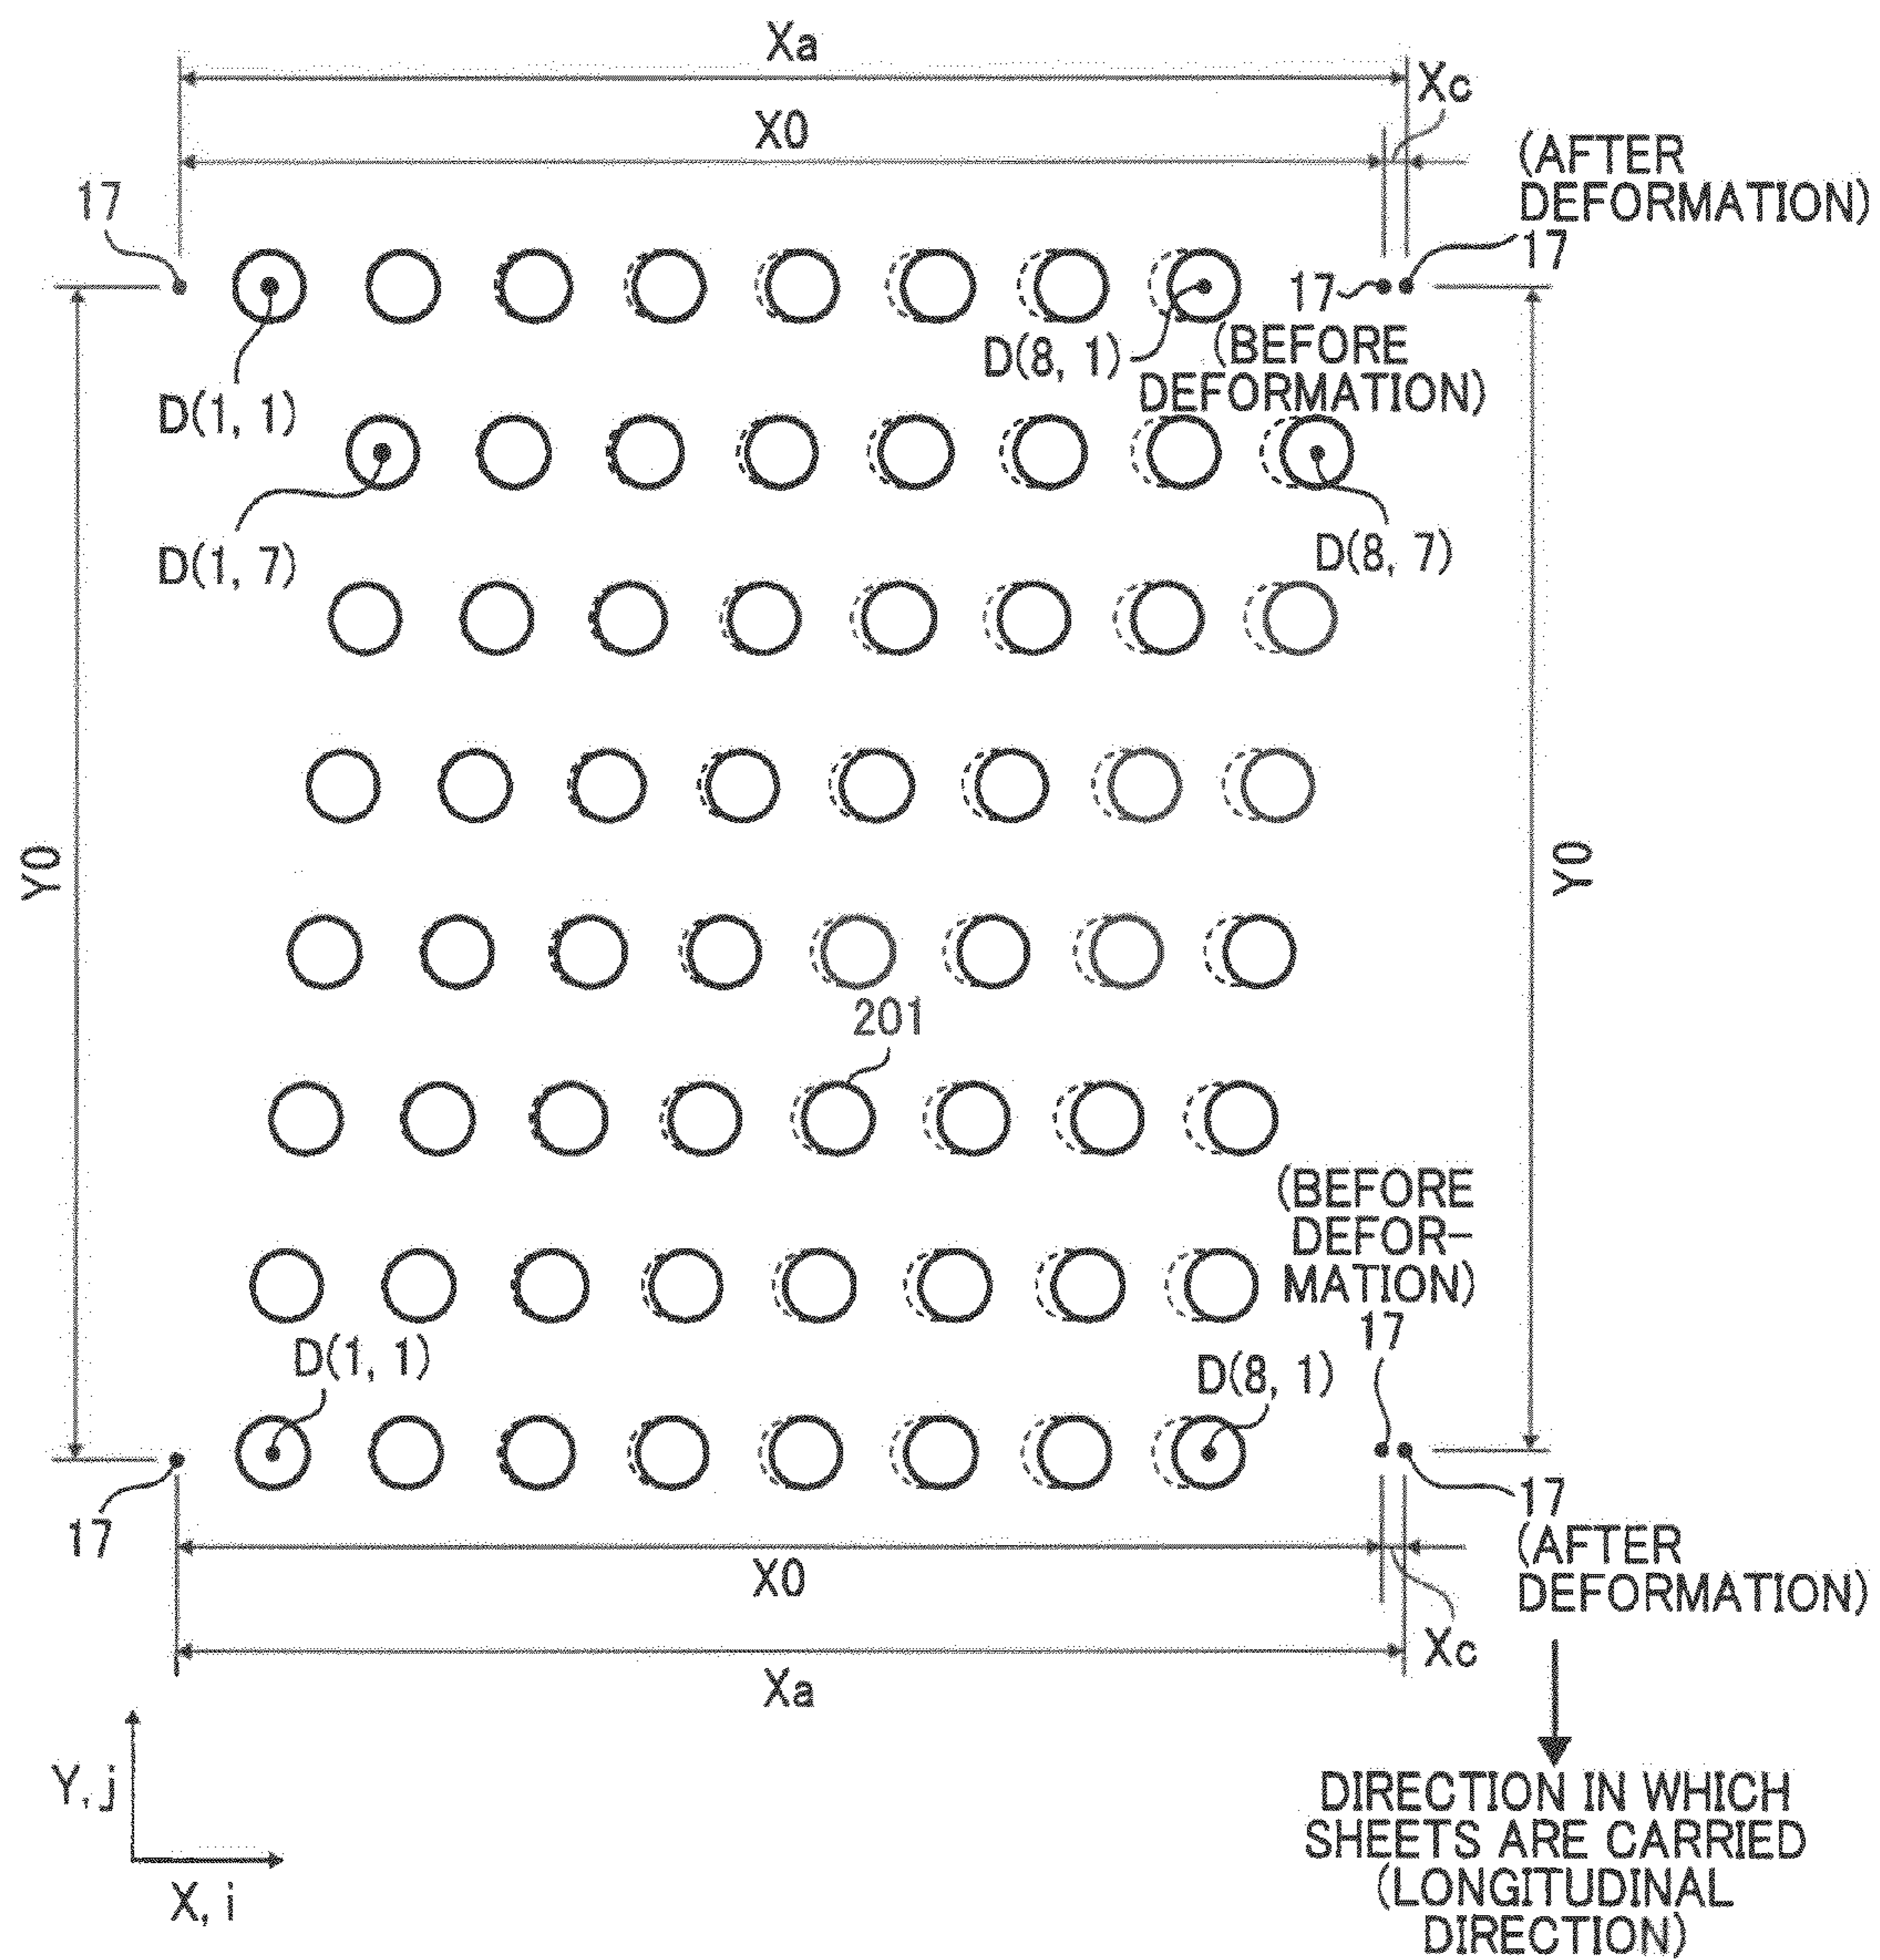 Xa
Xc
X0
(AFTER
DEFORMATION)
17
17
17
D(8, 1)
(BEFORE
DEFORMATION)
D(1, 1)
D(1, 7)
D(8, 7)
Y0
Y0
201
(BEFORE
DEFOR-
MATION)
17
D(1, 1)
D(8, 1)
17
17
(AFTER
DEFORMATION)
X0
Xc
Xa
Y, j
X, i
DIRECTION IN WHICH
SHEETS ARE CARRIED
(LONGITUDINAL
DIRECTION)